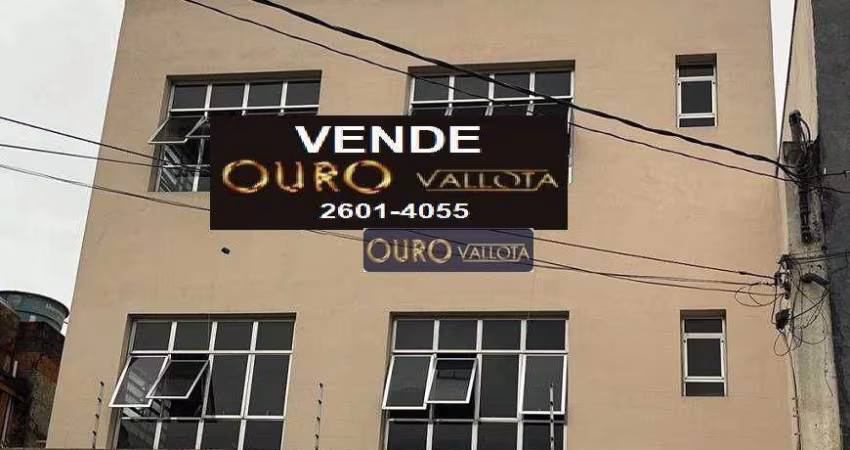 VENDE
OURO VALLOTA
2601-4055
OURO VALLOTA